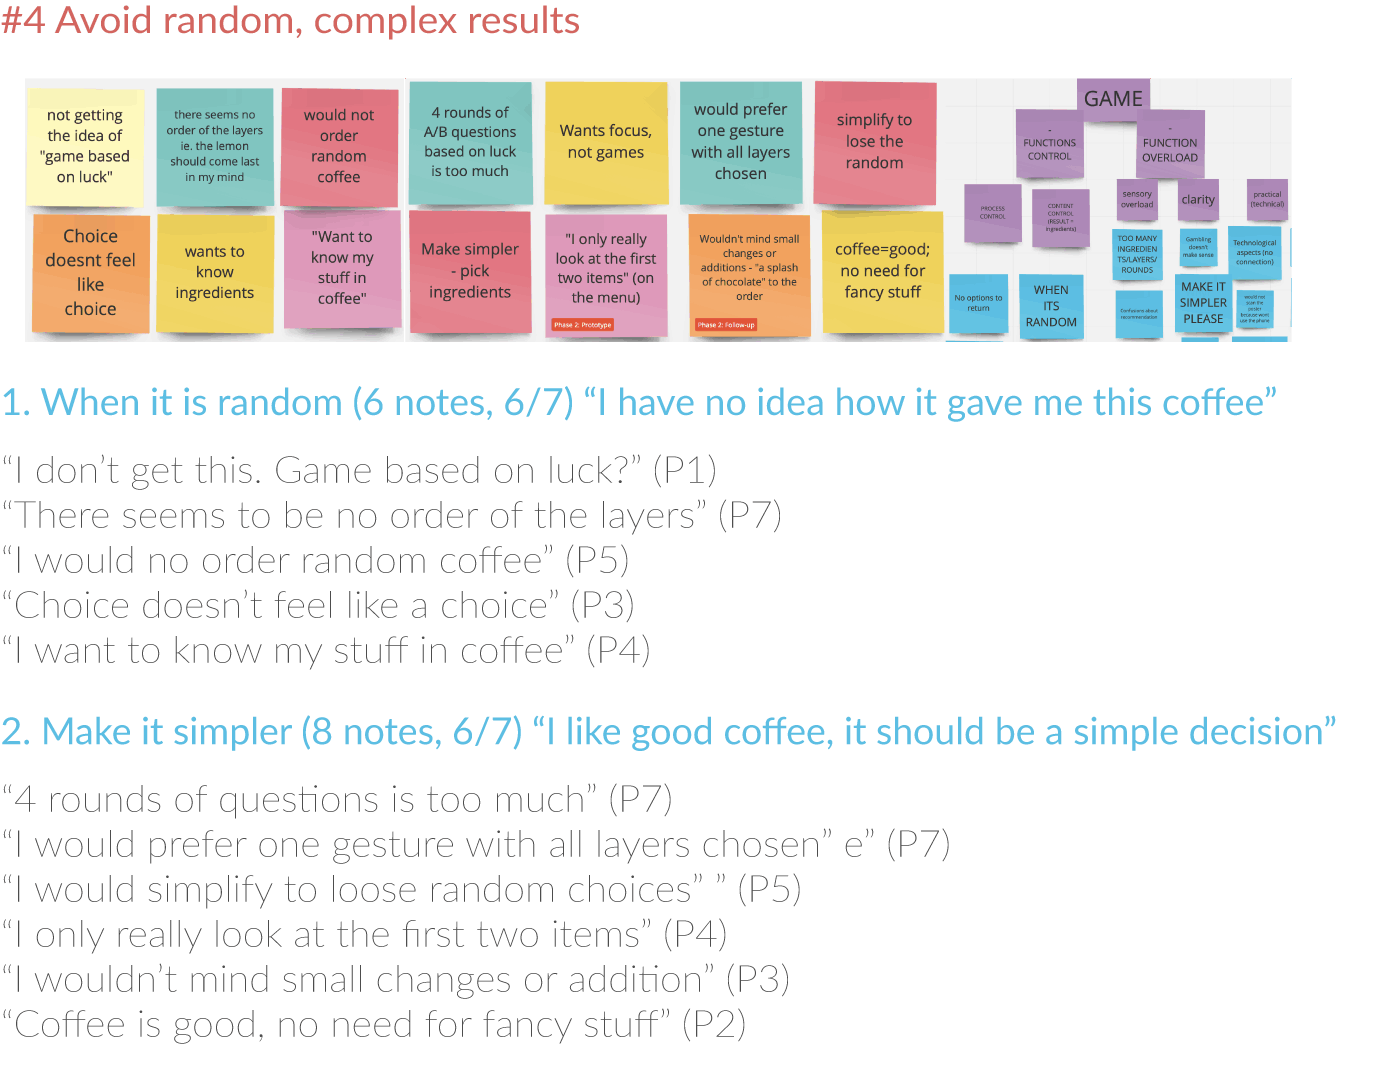 #4 Avoid random, complex results
not getting
the idea of
"game based
on luck"
there seems no
order of the layers
ie. the lemon
should come last
in my mind
would not
order
random
coffee
4 rounds of
A/B questions
based on luck
is too much
Wants focus,
not games
would prefer
one gesture
with all layers
chosen
simplify to
lose the
random
Choice
doesnt feel
like
choice
wants to
know
ingredients
"Want to
know my
stuff in
coffee"
Make simpler
- pick
ingredients
"I only really
look at the first
two items" (on
the menu)
Phase 2: Prototype
Wouldn't mind small
changes or
additions - "a splash
of chocolate" to the
order
Phase 2: Follow-up
coffee=good;
no need for
fancy stuff
GAME
-
FUNCTIONS
CONTROL
-
FUNCTION
OVERLOAD
PROCESS
CONTROL
CONTENT
CONTROL
(RESULT +
ingredients)
sensory
overload
clarity
practical
(technical)
TOO MANY
INGREDIEN
TS/LAYERS/
ROUNDS
Gambling
doesn't
make sense
Technological
aspects (no
connection)
No options to
return
WHEN
ITS
RANDOM
Confusions about
recommendation
MAKE IT
SIMPLER
PLEASE
would not
scan the
poster
because wont
use the phone
1. When it is random (6 notes, 6/7) “I have no idea how it gave me this coffee”
“I don’t get this. Game based on luck?” (P1)
“There seems to be no order of the layers” (P7)
“I would no order random coffee” (P5)
“Choice doesn’t feel like a choice” (P3)
“I want to know my stuff in coffee” (P4)
2. Make it simpler (8 notes, 6/7) “I like good coffee, it should be a simple decision”
“4 rounds of questions is too much” (P7)
“I would prefer one gesture with all layers chosen” e” (P7)
“I would simplify to loose random choices” ” (P5)
“I only really look at the first two items” (P4)
“I wouldn’t mind small changes or addition” (P3)
“Coffee is good, no need for fancy stuff” (P2)